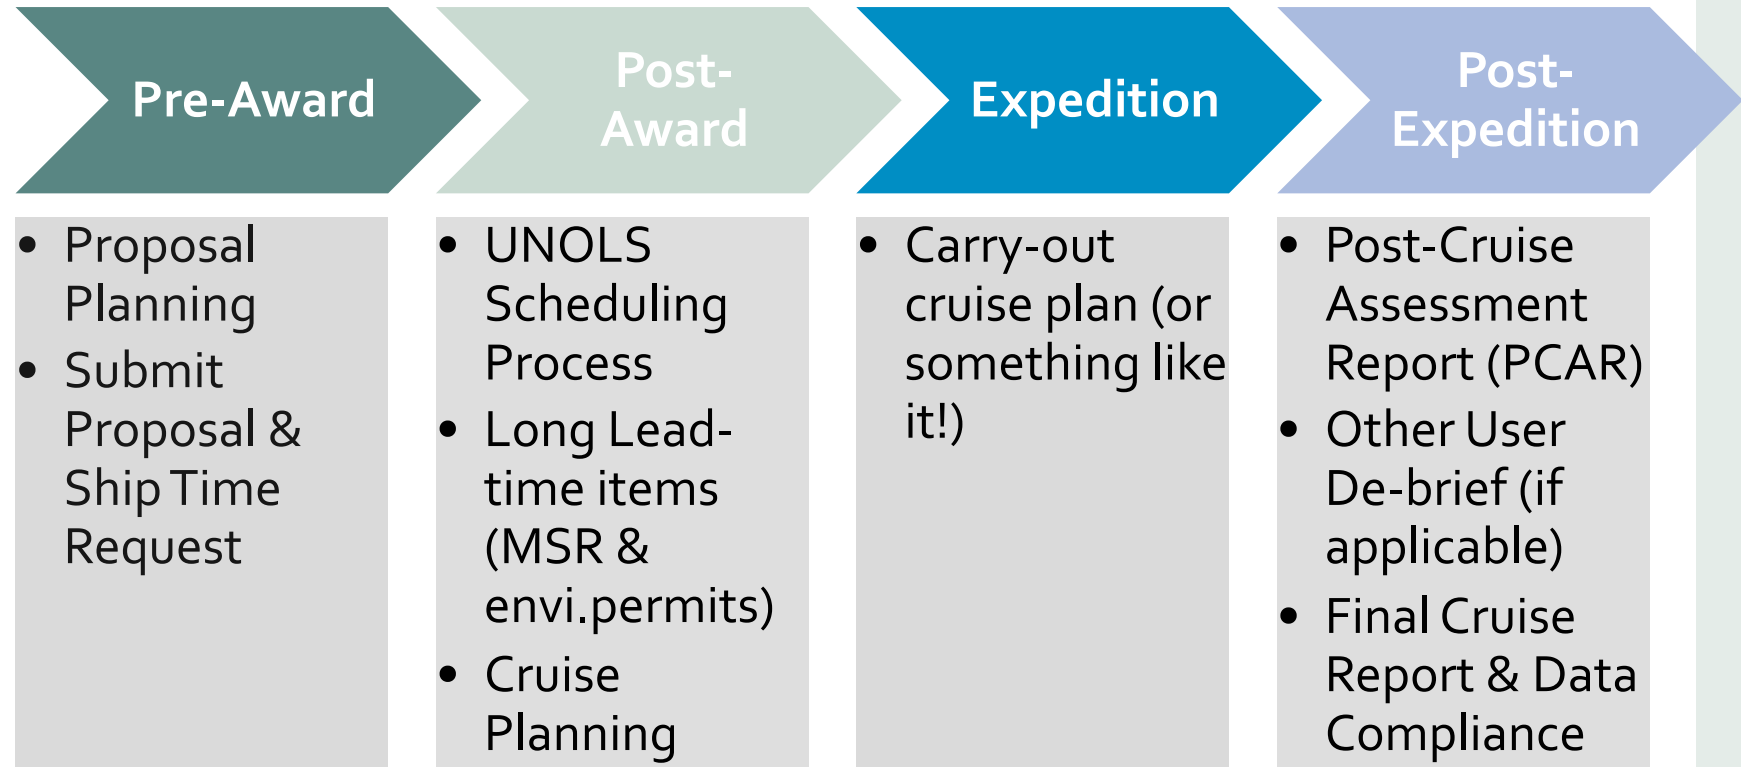 Pre-Award
Post-
Award
Expedition
Post-
Expedition
• Proposal
Planning
• Submit
Proposal &
Ship Time
Request
• UNOLS
Scheduling
Process
• Long Lead-
time items
(MSR &
envi.permits)
• Cruise
Planning
• Carry-out
cruise plan (or
something like
it!)
• Post-Cruise
Assessment
Report (PCAR)
• Other User
De-brief (if
applicable)
• Final Cruise
Report & Data
Compliance